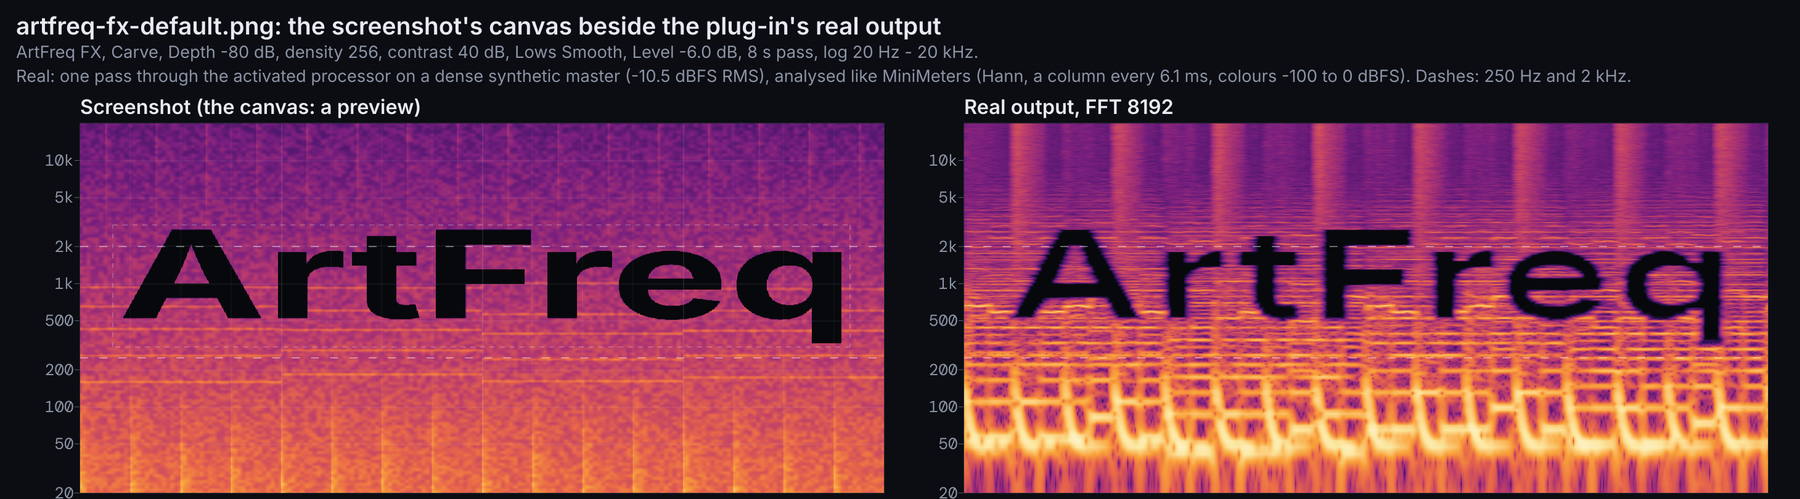 artfreq-fx-default.png: the screenshot's canvas beside the plug-in's real output
ArtFreq FX, Carve, Depth -80 dB, density 256, contrast 40 dB, Lows Smooth, Level -6.0 dB, 8 s pass, log 20 Hz - 20 kHz.
Real: one pass through the activated processor on a dense synthetic master (-10.5 dBFS RMS), analysed like MiniMeters (Hann, a column every 6.1 ms, colours -100 to 0 dBFS). Dashes: 250 Hz and 2 kHz.
Screenshot (the canvas: a preview)
10k
5k
2k
1k
500
200
100
50
20
ArtFreq
Real output, FFT 8192
10k
5k
2k
1k
500
200
100
50
20
ArtFreq